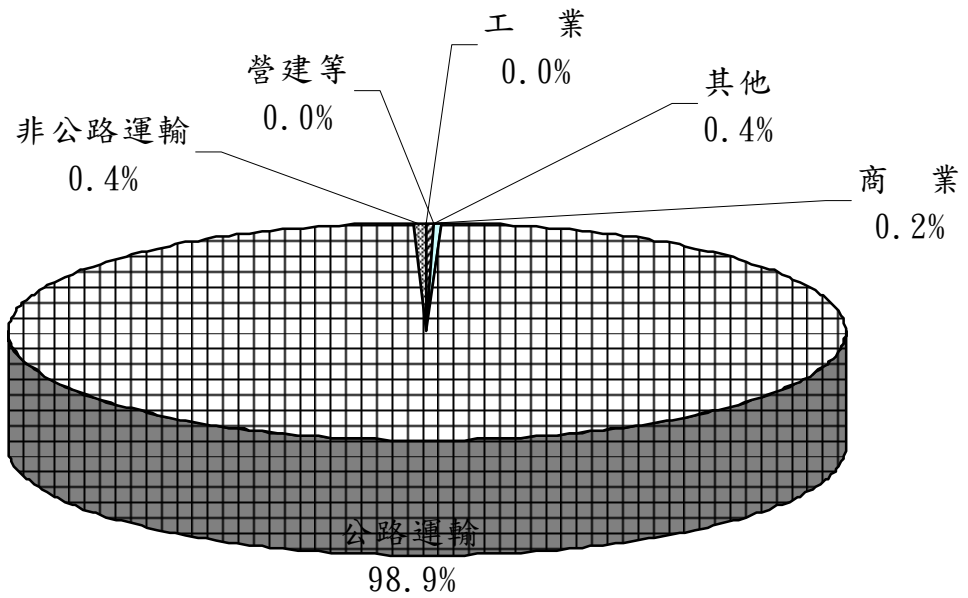 工 業
0.0%
營建等
0.0%
其他
0.4%
非公路運輸
0.4%
商 業
0.2%
公路運輸
98.9%